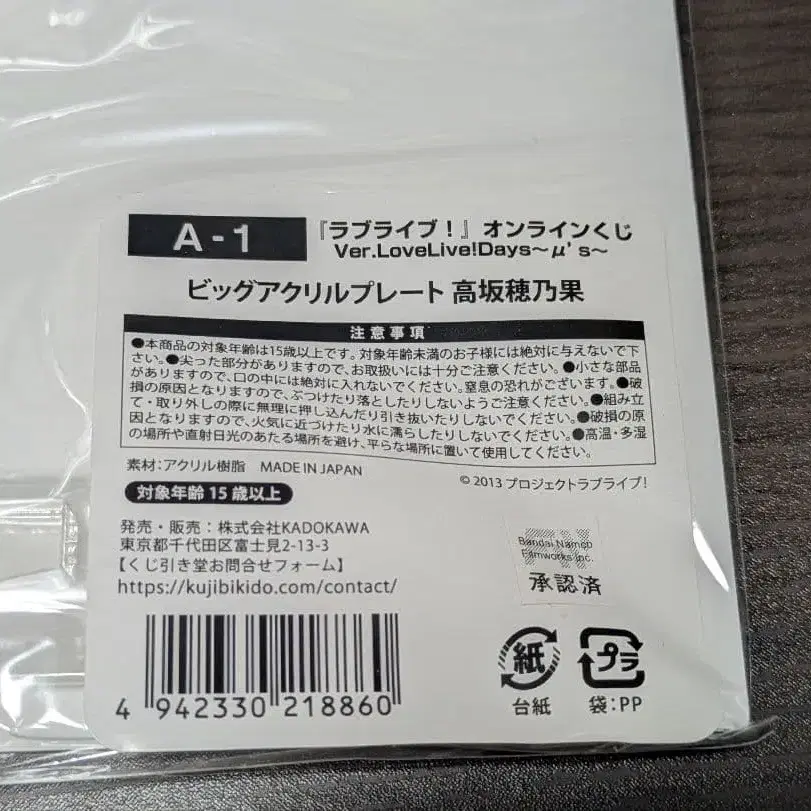 A-1
『ラブライブ！』オンラインくじ
Ver.LoveLive!Days〜μ's〜
ビッグアクリルプレート 高坂穂乃果
注意事項
●本商品の対象年齢は15歳以上です。対象年齢未満のお子様には絶対に与えないで下
さい。●尖った部分がありますので、お取扱いには十分ご注意ください。●小さな部品
がありますので、口の中には絶対に入れないでください。窒息の恐れがございます。●破
損の原因となりますので、ぶつけたり落としたりしないようご注意ください。●組み立
て・取り外しの際に無理に押し込んだり引き抜いたりしないでください。●破損の原
因となりますので、火気に近づけたり水に濡らしたりしないでください。●高温・多湿
の場所や直射日光のあたる場所を避け、平らな場所に置いて使用してください。
素材：アクリル樹脂 MADE IN JAPAN
© 2013 プロジェクトラブライブ！
対象年齢 15 歳以上
発売・販売：株式会社KADOKAWA
東京都千代田区富士見2-13-3
【くじ引き堂お問合せフォーム】
https://kujibikido.com/contact/
Bandai Namco
Filmworks Inc.
承認済
4 942330 218860
紙
台紙
プラ
袋：PP